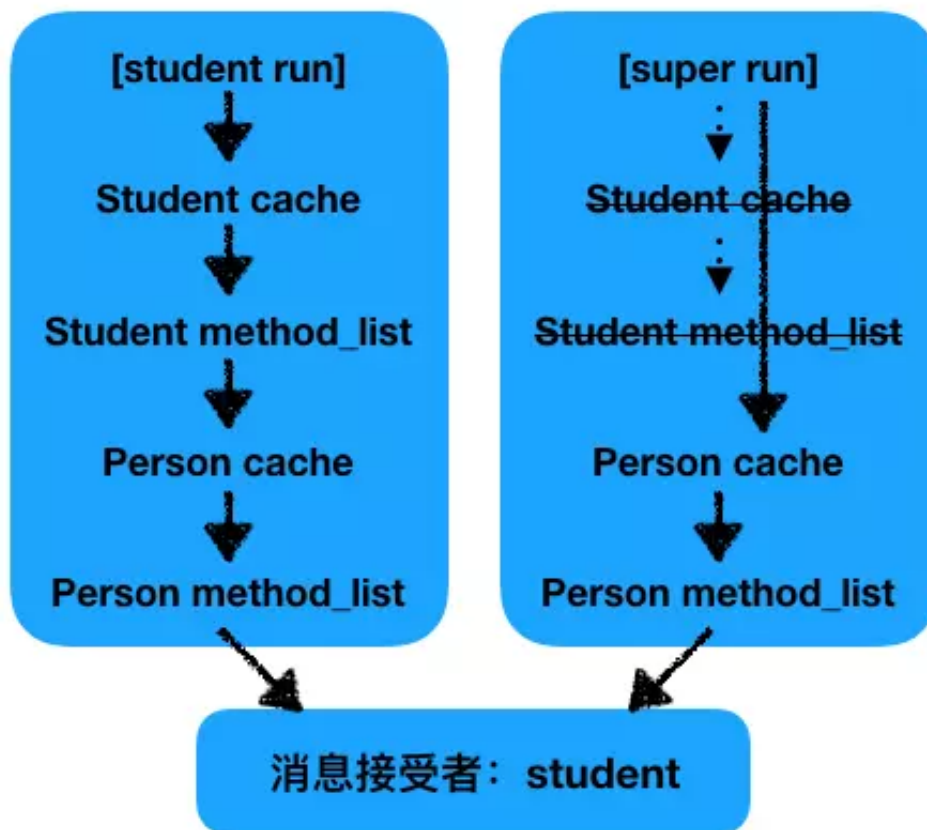 [student run]
Student cache
Student method_list
Person cache
Person method_list
[super run]
Student cache
Student method_list
Person cache
Person method_list
消息接受者：student